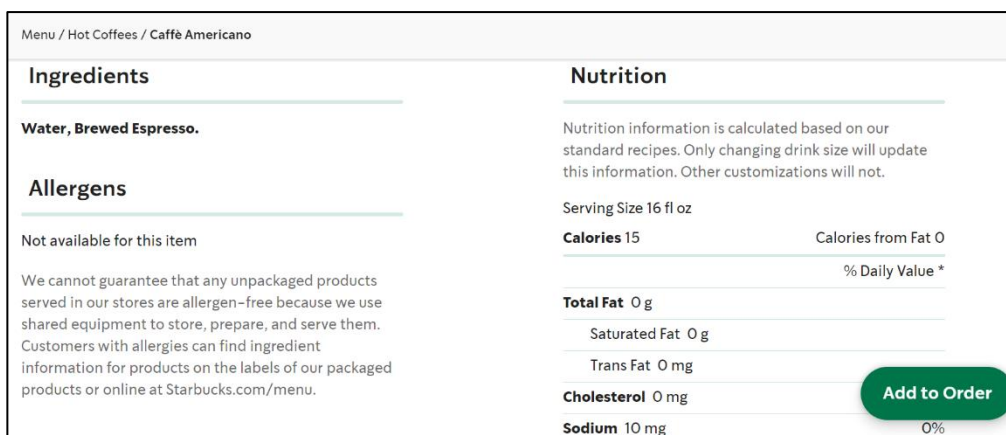 Menu / Hot Coffees / Caffè Americano
Ingredients
Water, Brewed Espresso.
Allergens
Not available for this item
We cannot guarantee that any unpackaged products
served in our stores are allergen-free because we use
shared equipment to store, prepare, and serve them.
Customers with allergies can find ingredient
information for products on the labels of our packaged
products or online at Starbucks.com/menu.
Nutrition
Nutrition information is calculated based on our
standard recipes. Only changing drink size will update
this information. Other customizations will not.
Serving Size 16 fl oz
Calories 15 Calories from Fat 0
% Daily Value *
Total Fat 0 g
Saturated Fat 0 g
Trans Fat 0 mg
Cholesterol 0 mg
Add to Order
Sodium 10 mg 0%